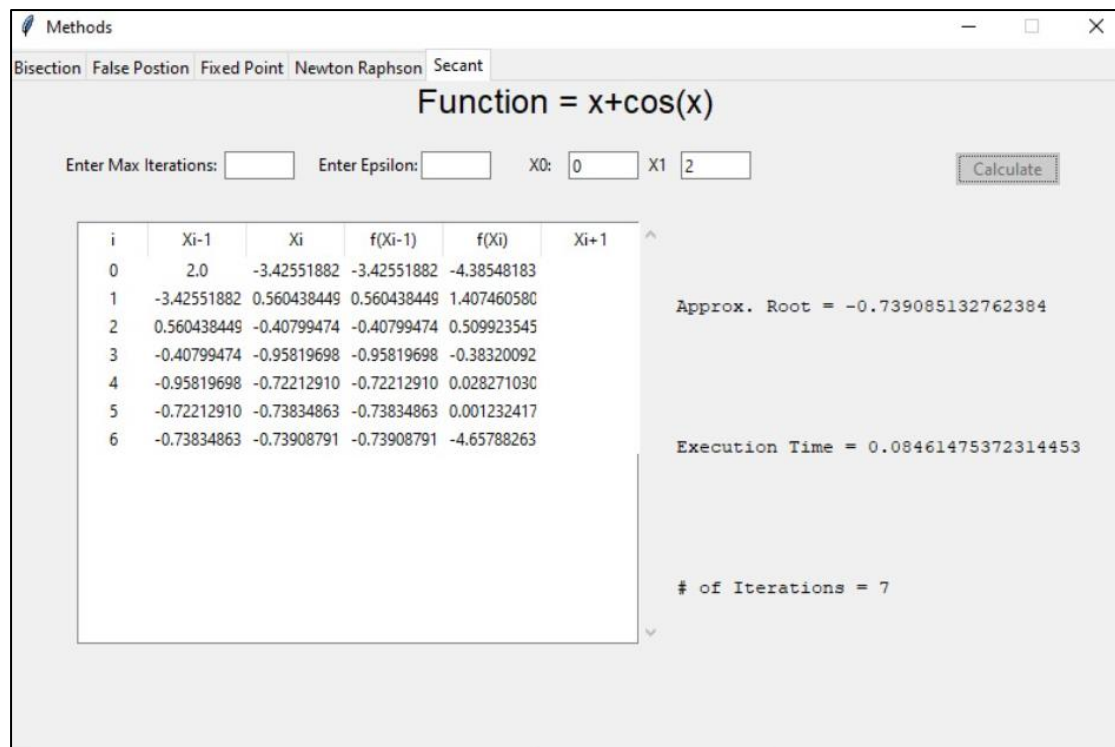 Methods
Bisection False Postion Fixed Point Newton Raphson Secant
Function = x+cos(x)
Enter Max Iterations: Enter Epsilon: X0: 0 X1 2 Calculate
i Xi-1 Xi f(Xi-1) f(Xi) Xi+1
0 2.0 -3.42551882 -3.42551882 -4.38548183
1 -3.42551882 0.560438449 0.560438449 1.407460580
2 0.560438449 -0.40799474 -0.40799474 0.509923545
3 -0.40799474 -0.95819698 -0.95819698 -0.38320092
4 -0.95819698 -0.72212910 -0.72212910 0.028271030
5 -0.72212910 -0.73834863 -0.73834863 0.001232417
6 -0.73834863 -0.73908791 -0.73908791 -4.65788263
Approx. Root = -0.739085132762384
Execution Time = 0.08461475372314453
# of Iterations = 7